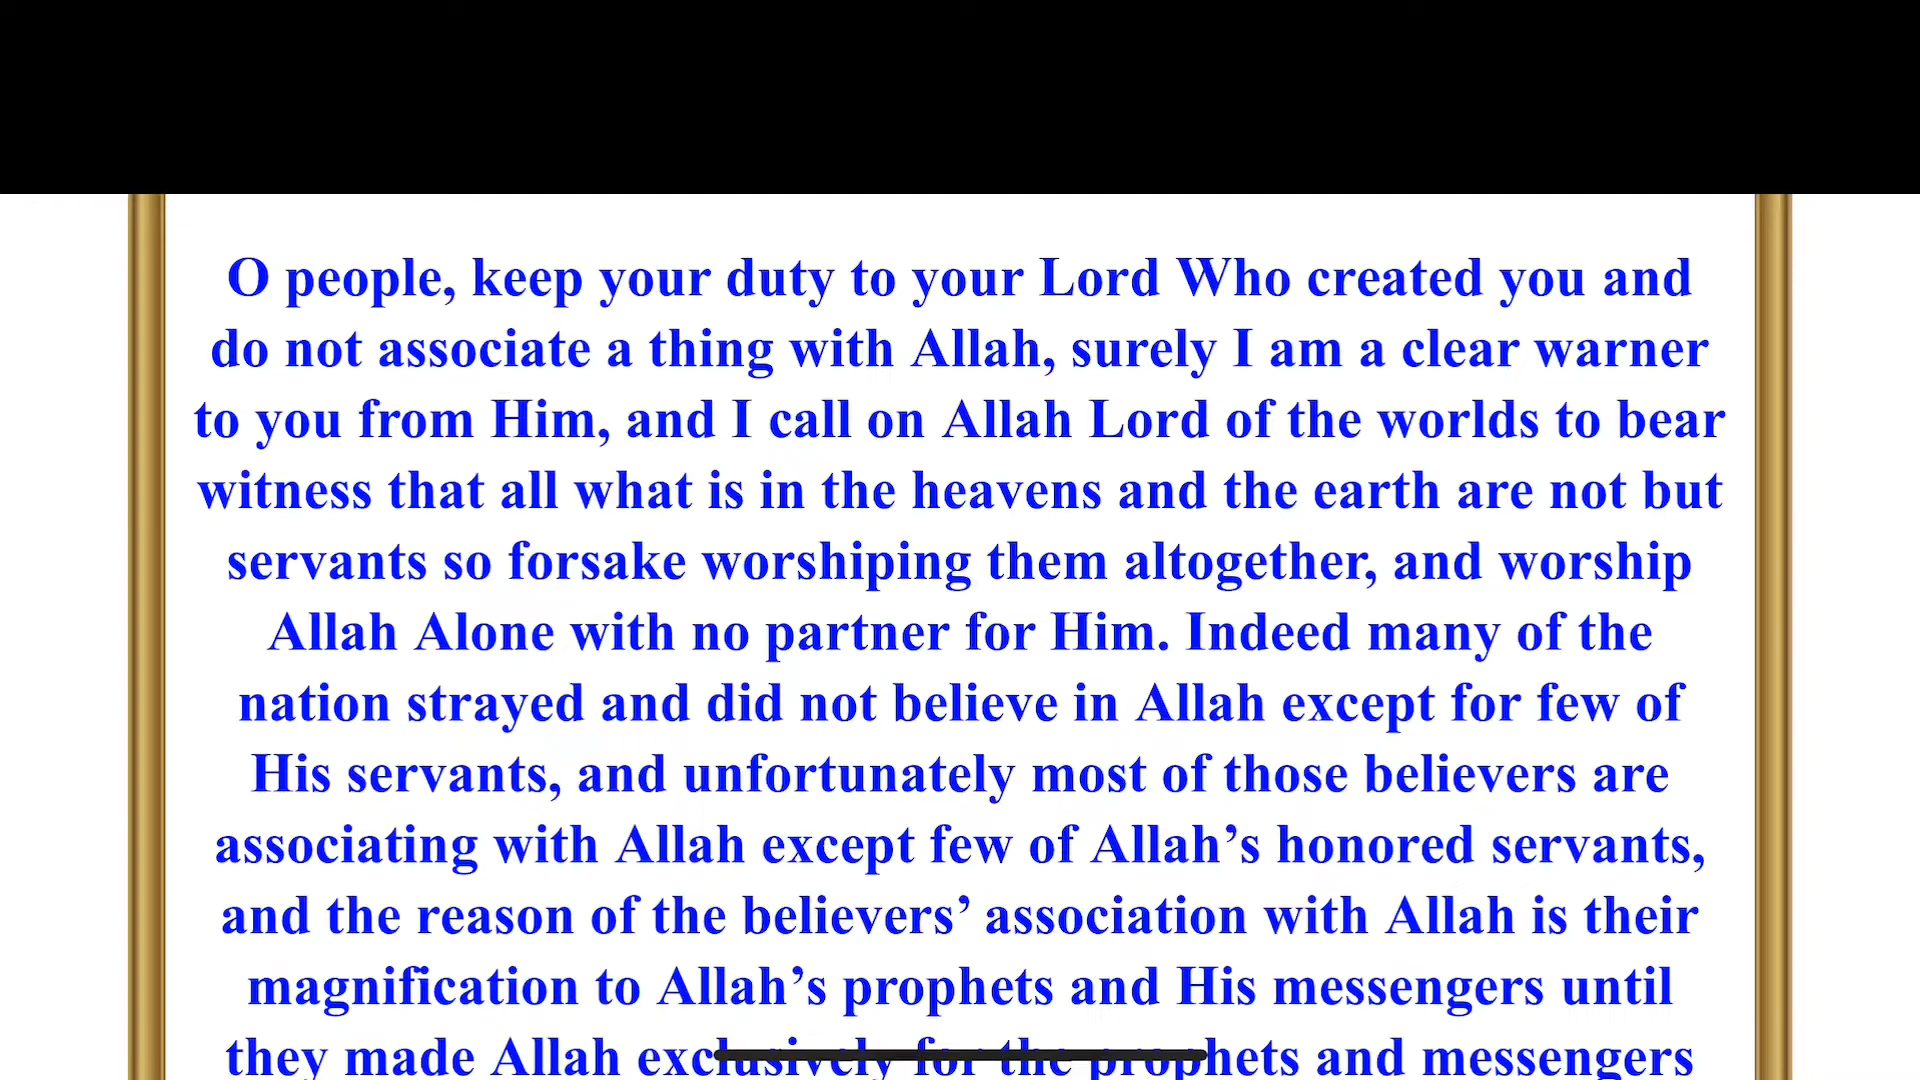 O people, keep your duty to your Lord Who created you and
do not associate a thing with Allah, surely I am a clear warner
to you from Him, and I call on Allah Lord of the worlds to bear
witness that all what is in the heavens and the earth are not but
servants so forsake worshiping them altogether, and worship
Allah Alone with no partner for Him. Indeed many of the
nation strayed and did not believe in Allah except for few of
His servants, and unfortunately most of those believers are
associating with Allah except few of Allah’s honored servants,
and the reason of the believers’ association with Allah is their
magnification to Allah’s prophets and His messengers until
they made Allah exclusively for the prophets and messengers